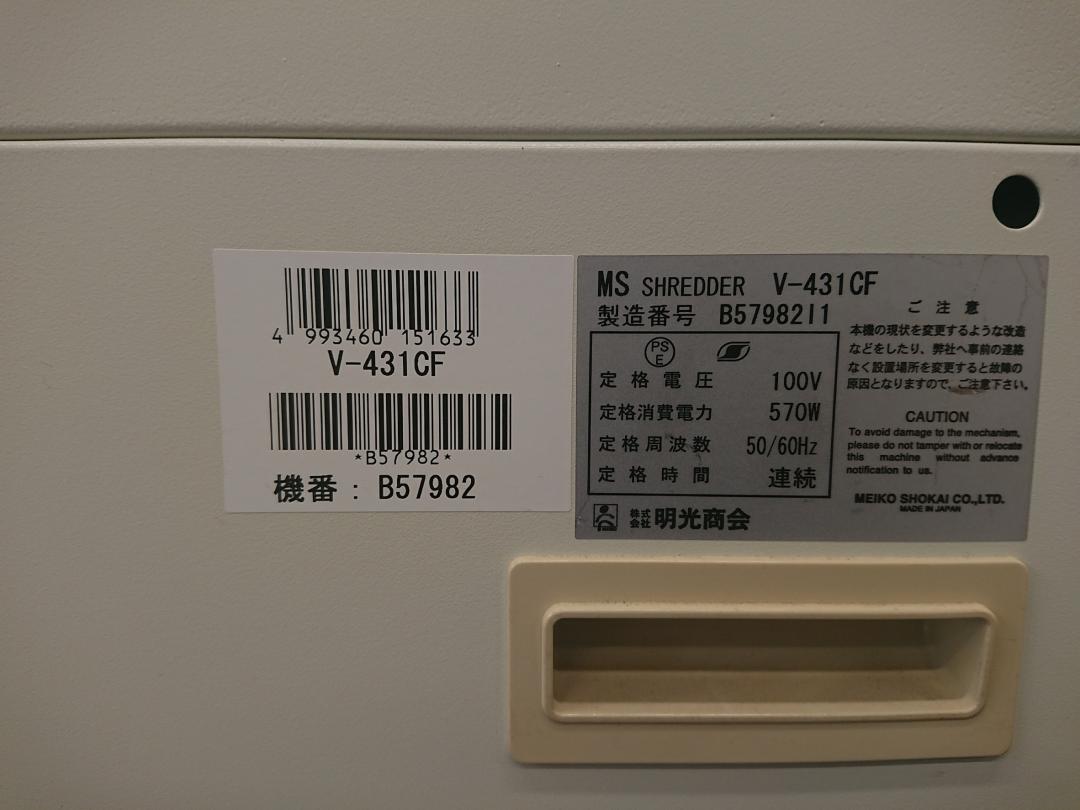 4 993460 151633
V-431CF
*B57982*
機番：B57982
MS SHREDDER V-431CF
製造番号 B57982I1
PS
E
定格電圧 100V
定格消費電力 570W
定格周波数 50/60Hz
定格時間 連続
株式
会社 明光商会
ご注意
本機の現状を変更するような改造
などをしたり、弊社へ事前の連絡
なく設置場所を変更すると故障の
原因となりますので、ご注意下さい。
CAUTION
To avoid damage to the mechanism,
please do not tamper with or relocate
this machine without advance
notification to us.
MEIKO SHOKAI CO.,LTD.
MADE IN JAPAN